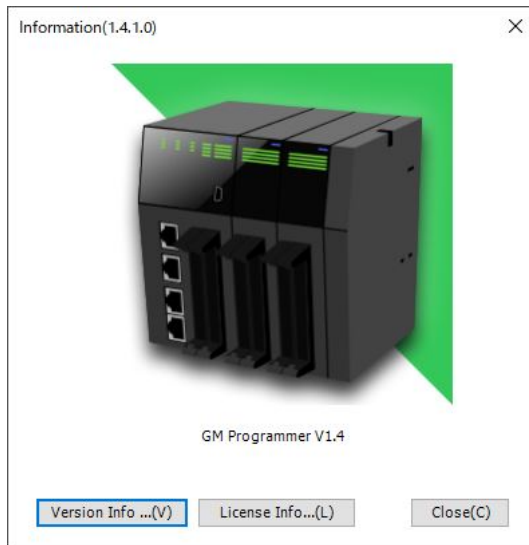 Information(1.4.1.0)
GM Programmer V1.4
Version Info ...(V)
License Info...(L)
Close(C)